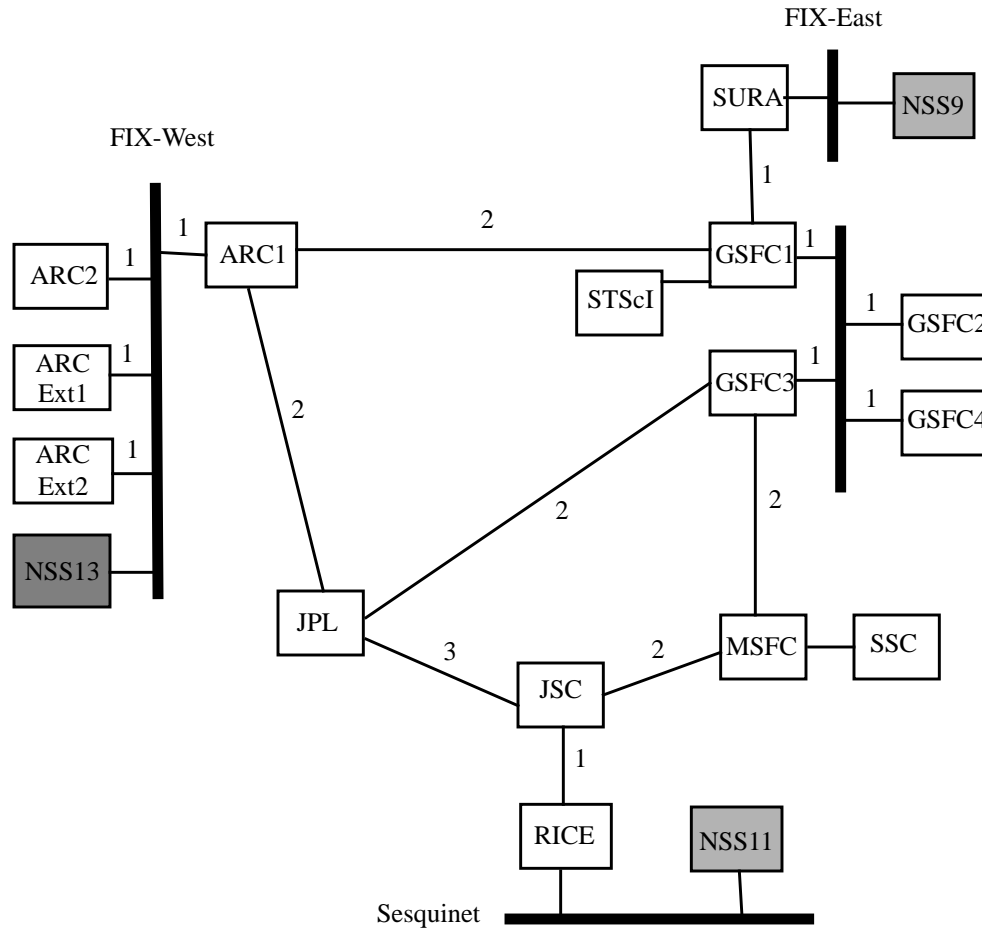 FIX-East
SURA
NSS9
FIX-West
1
1
2
1
ARC1
GSFC1
ARC2
1
STScI
1
GSFC2
ARC
Ext1
1
GSFC3
1
2
1
GSFC4
ARC
Ext2
1
2
2
NSS13
JPL
3
2
MSFC
SSC
JSC
1
RICE
NSS11
Sesquinet